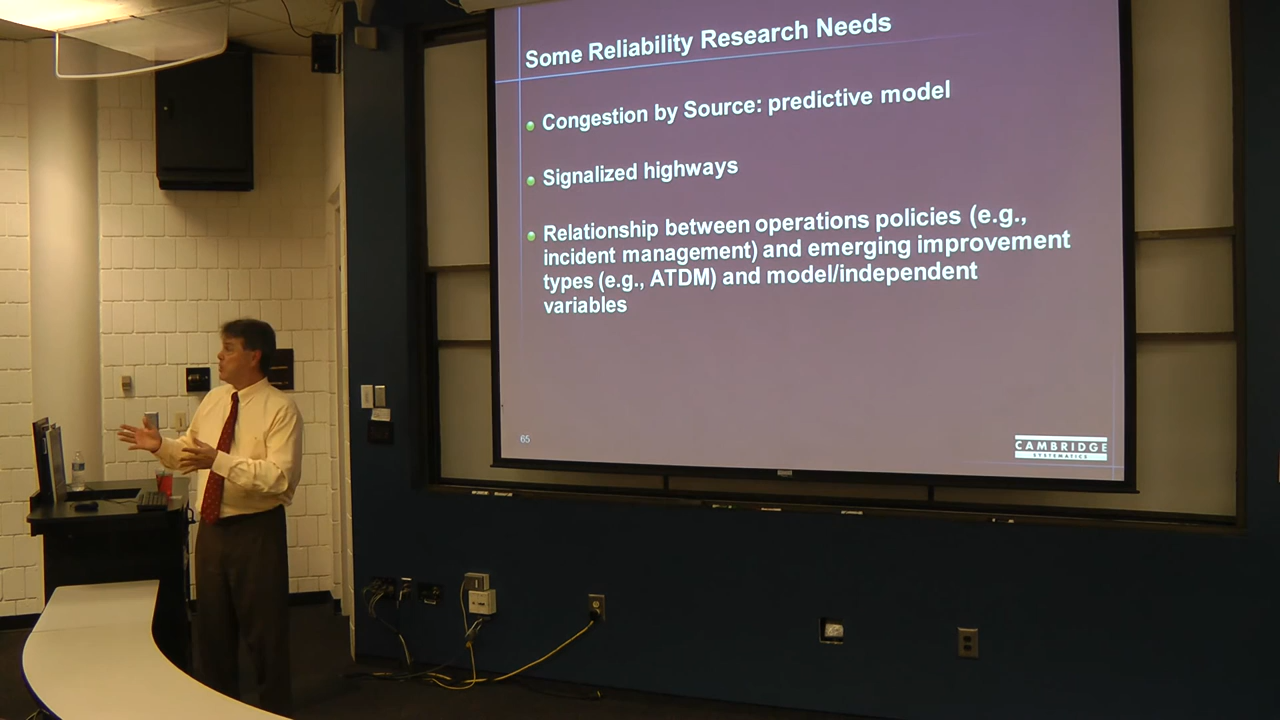 Some Reliability Research Needs
Congestion by Source: predictive model
Signalized highways
Relationship between operations policies (e.g.,
incident management) and emerging improvement
types (e.g., ATDM) and model/independent
variables
65
CAMBRIDGE
SYSTEMATICS